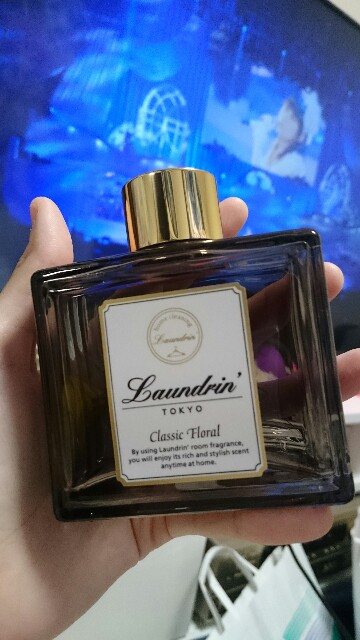 Laundrin'
Laundrin'
TOKYO
Classic Floral
By using Laundrin' room fragrance,
you will enjoy its rich and stylish scent
anytime at home.